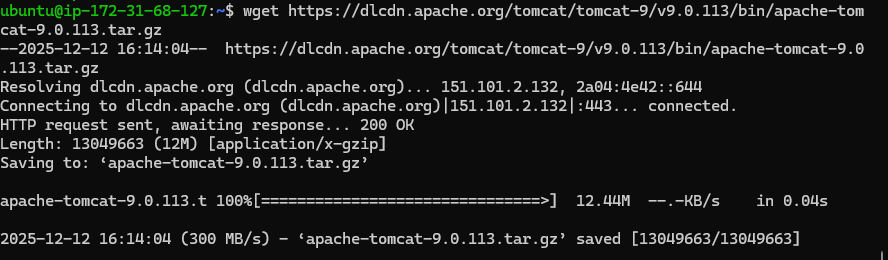 ubuntu@ip-172-31-68-127:~$ wget https://dlcdn.apache.org/tomcat/tomcat-9/v9.0.113/bin/apache-tom
cat-9.0.113.tar.gz
--2025-12-12 16:14:04--  https://dlcdn.apache.org/tomcat/tomcat-9/v9.0.113/bin/apache-tomcat-9.0
.113.tar.gz
Resolving dlcdn.apache.org (dlcdn.apache.org)... 151.101.2.132, 2a04:4e42::644
Connecting to dlcdn.apache.org (dlcdn.apache.org)|151.101.2.132|:443... connected.
HTTP request sent, awaiting response... 200 OK
Length: 13049663 (12M) [application/x-gzip]
Saving to: ‘apache-tomcat-9.0.113.tar.gz’
apache-tomcat-9.0.113.t 100%[===============================>]  12.44M  --.-KB/s    in 0.04s
2025-12-12 16:14:04 (300 MB/s) - ‘apache-tomcat-9.0.113.tar.gz’ saved [13049663/13049663]